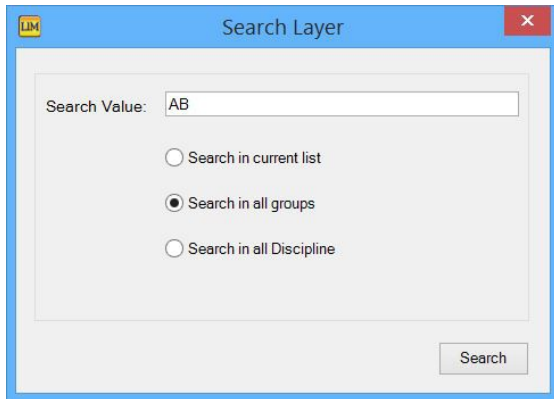 LIM
Search Layer
Search Value: AB
Search in current list
Search in all groups
Search in all Discipline
Search